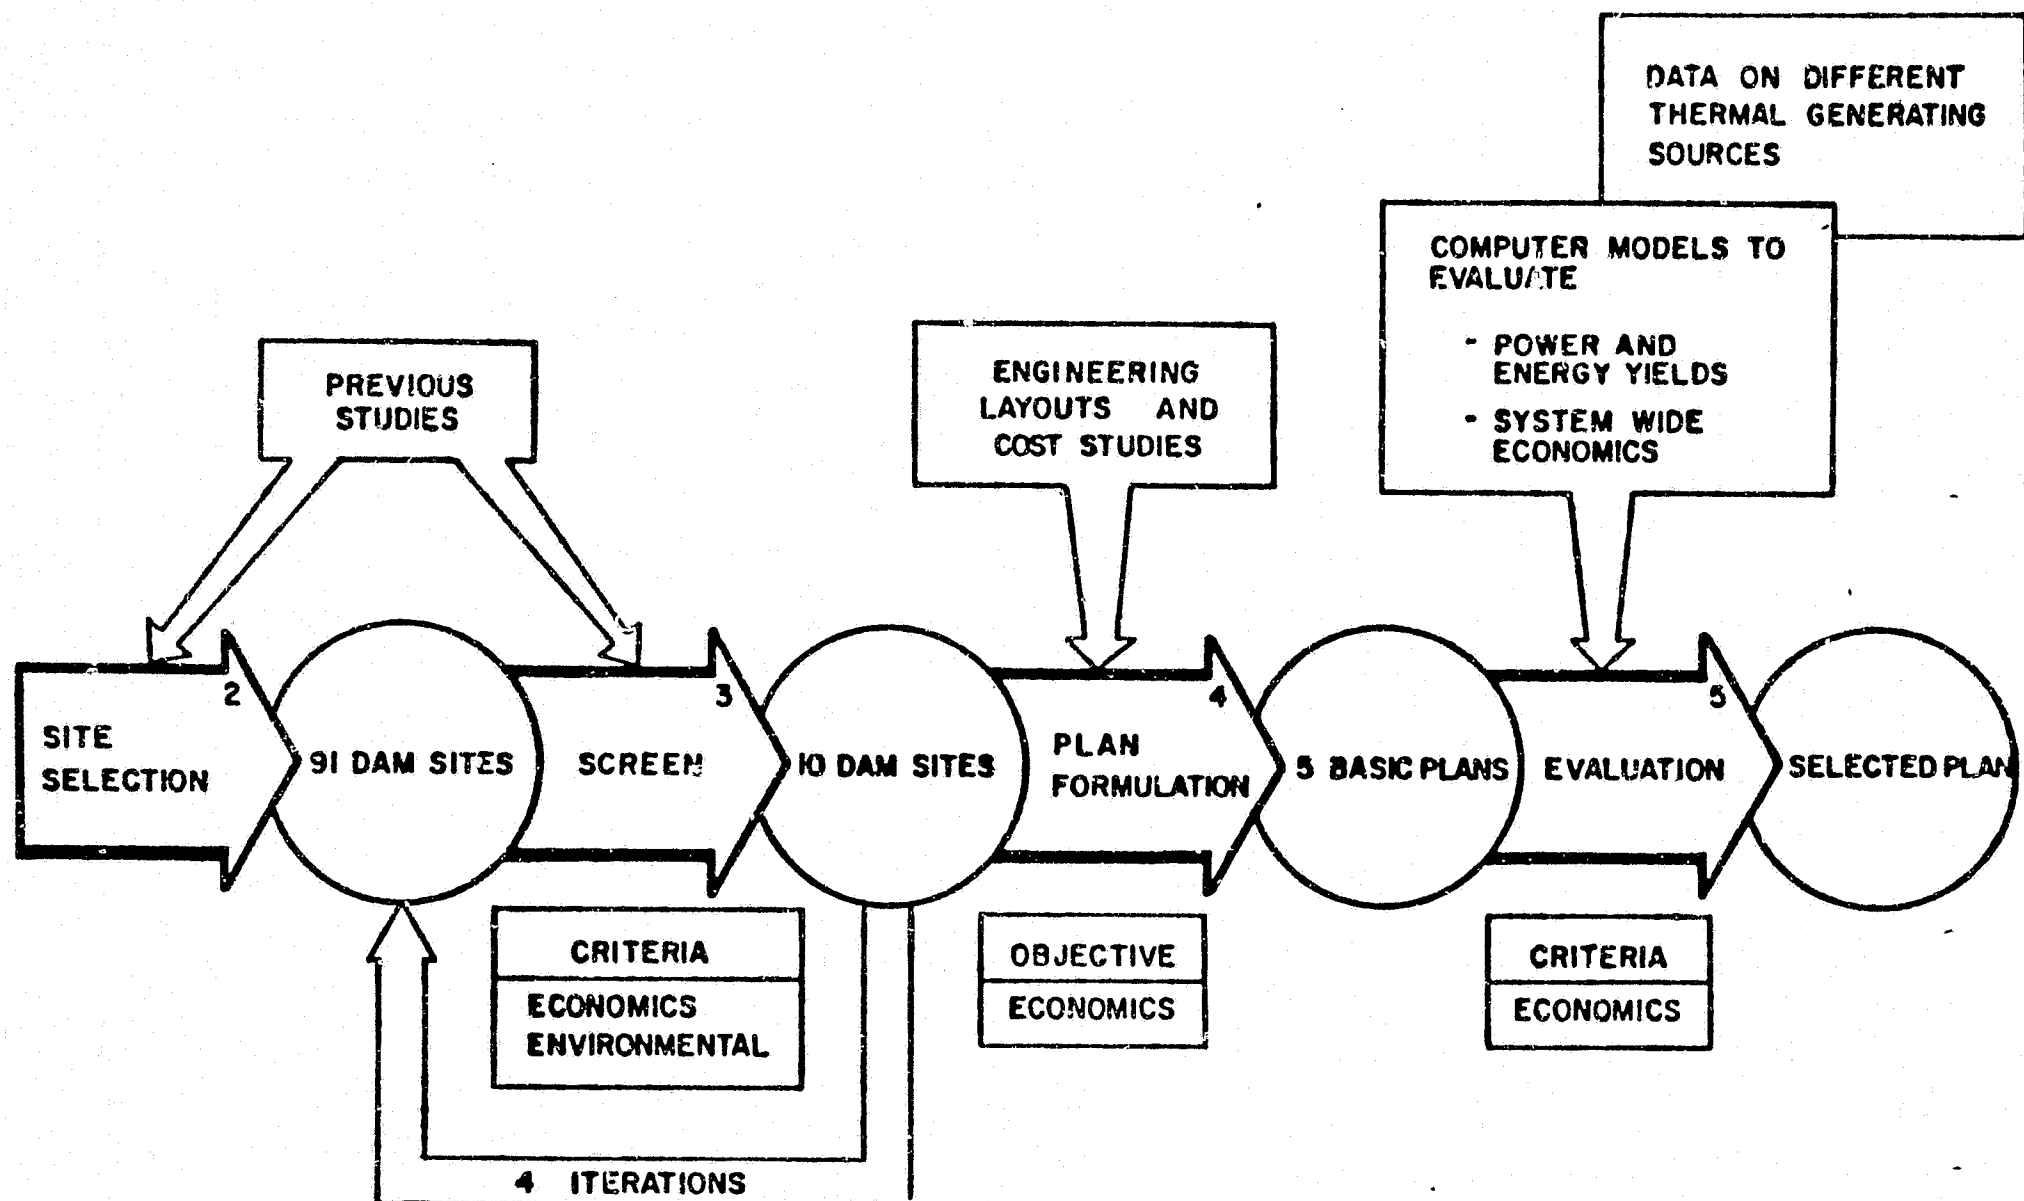 DATA ON DIFFERENT
THERMAL GENERATING
SOURCES
COMPUTER MODELS TO
EVALUATE
- POWER AND
ENERGY YIELDS
- SYSTEM WIDE
ECONOMICS
PREVIOUS
STUDIES
ENGINEERING
LAYOUTS AND
COST STUDIES
2
SITE
SELECTION
91 DAM SITES
3
SCREEN
10 DAM SITES
4
PLAN
FORMULATION
5 BASIC PLANS
5
EVALUATION
SELECTED PLAN
CRITERIA
ECONOMICS
ENVIRONMENTAL
OBJECTIVE
ECONOMICS
CRITERIA
ECONOMICS
4 ITERATIONS